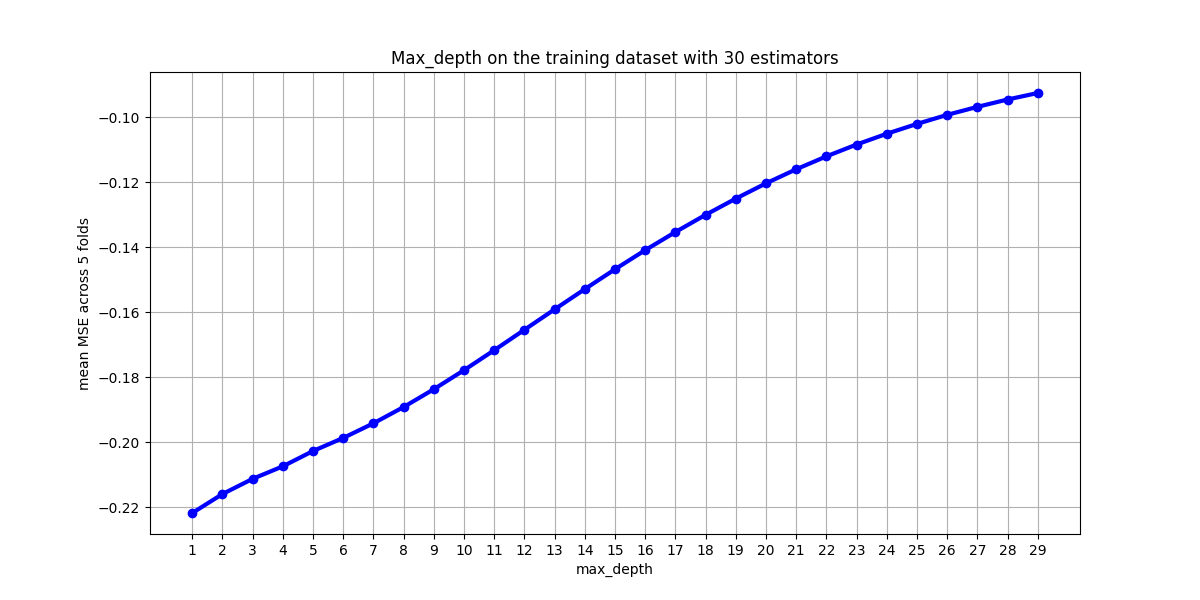 Max_depth on the training dataset with 30 estimators
mean MSE across 5 folds
−0.10
−0.12
−0.14
−0.16
−0.18
−0.20
−0.22
1 2 3 4 5 6 7 8 9 10 11 12 13 14 15 16 17 18 19 20 21 22 23 24 25 26 27 28 29
max_depth